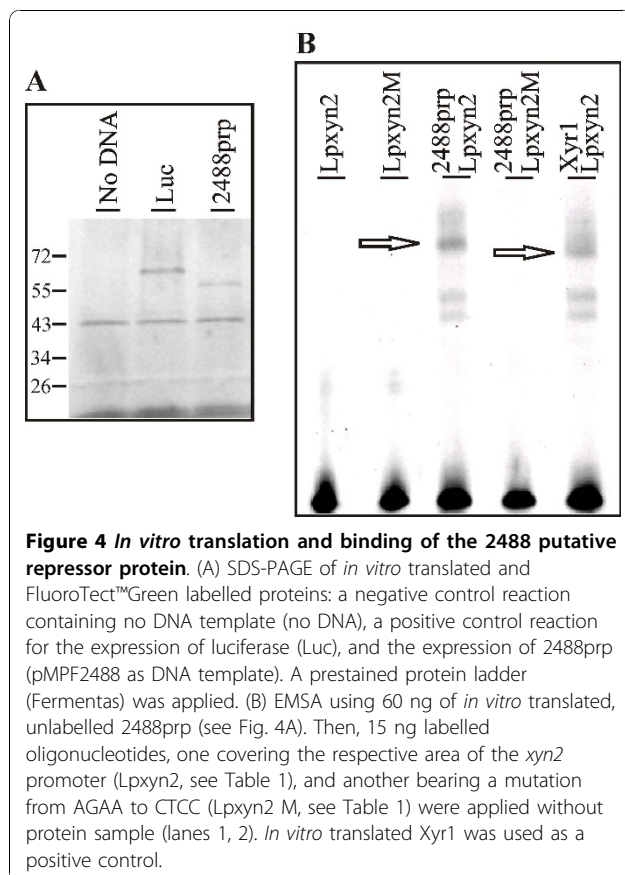 A
No DNA
Luc
2488prp
72
55
43
34
26
B
Lpxyn2
Lpxyn2M
2488prp
Lpxyn2
2488prp
Lpxyn2M
Xyr1
Lpxyn2
Figure 4 In vitro translation and binding of the 2488 putative
repressor protein. (A) SDS-PAGE of in vitro translated and
FluoroTect™Green labelled proteins: a negative control reaction
containing no DNA template (no DNA), a positive control reaction
for the expression of luciferase (Luc), and the expression of 2488prp
(pMPF2488 as DNA template). A prestained protein ladder
(Fermentas) was applied. (B) EMSA using 60 ng of in vitro translated,
unlabelled 2488prp (see Fig. 4A). Then, 15 ng labelled
oligonucleotides, one covering the respective area of the xyn2
promoter (Lpxyn2, see Table 1), and another bearing a mutation
from AGAA to CTCC (Lpxyn2 M, see Table 1) were applied without
protein sample (lanes 1, 2). In vitro translated Xyr1 was used as a
positive control.